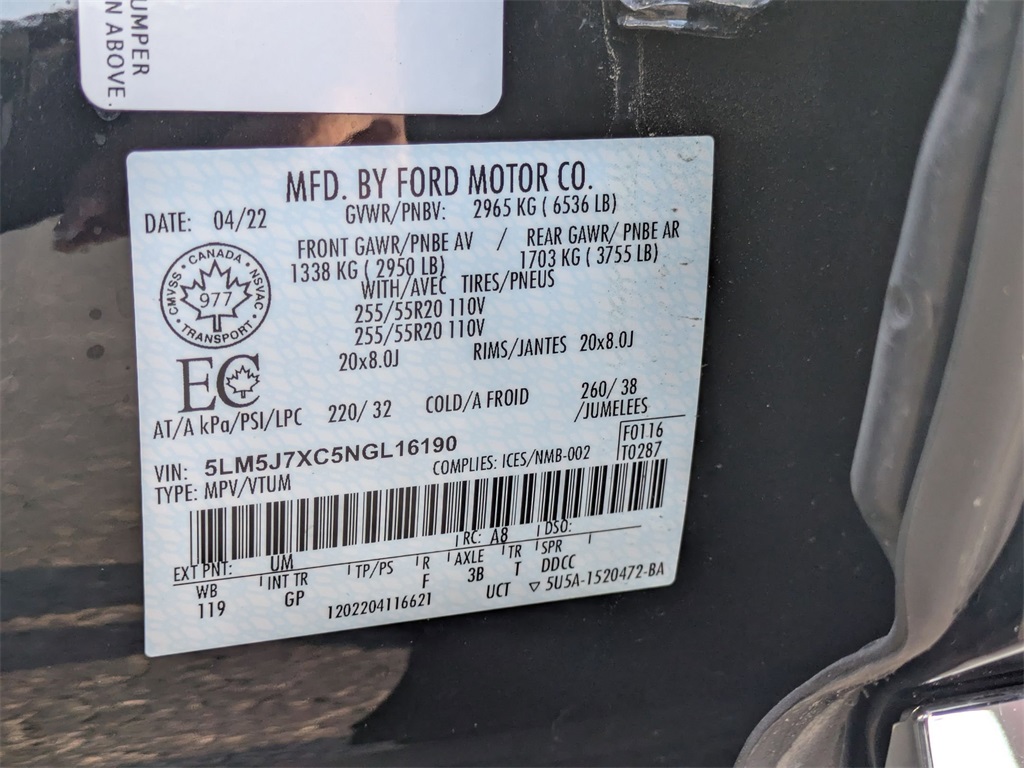 UMPER
N ABOVE.
MFD. BY FORD MOTOR CO.
DATE: 04/22
GVWR/PNBV: 2965 KG ( 6536 LB)
FRONT GAWR/PNBE AV / REAR GAWR/ PNBE AR
1338 KG ( 2950 LB) 1703 KG ( 3755 LB)
WITH/AVEC TIRES/PNEUS
255/55R20 110V
255/55R20 110V
20x8.0J RIMS/JANTES 20x8.0J
CMVSS · CANADA · NSVAC
977
· TRANSPORT ·
EC
AT/A kPa/PSI/LPC 220/ 32 COLD/A FROID 260/ 38
/JUMELEES
VIN: 5LM5J7XC5NGL16190
F0116
T0287
TYPE: MPV/VTUM
COMPLIES: ICES/NMB-002
EXT PNT: UM RC: A8 DSO:
WB INT TR TP/PS R AXLE TR SPR
119 GP F 3B T DDCC
1202204116621 UCT ▽ 5U5A-1520472-BA